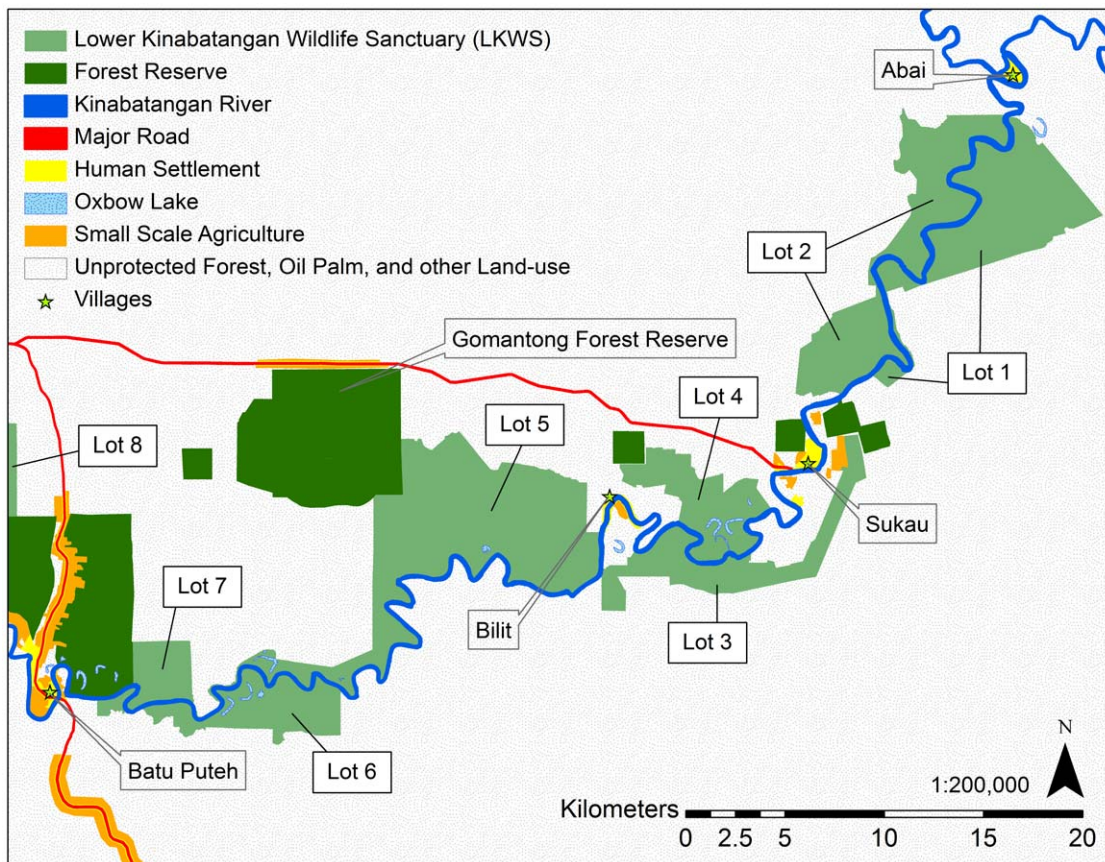 Lower Kinabatangan Wildlife Sanctuary (LKWS)
Forest Reserve
Kinabatangan River
Major Road
Human Settlement
Oxbow Lake
Small Scale Agriculture
Unprotected Forest, Oil Palm, and other Land-use
Villages
Abai
Lot 2
Gomantong Forest Reserve
Lot 1
Lot 4
Lot 5
Lot 8
Sukau
Lot 7
Bilit
Lot 3
Batu Puteh
Lot 6
N
1:200,000
Kilometers
0 2.5 5 10 15 20